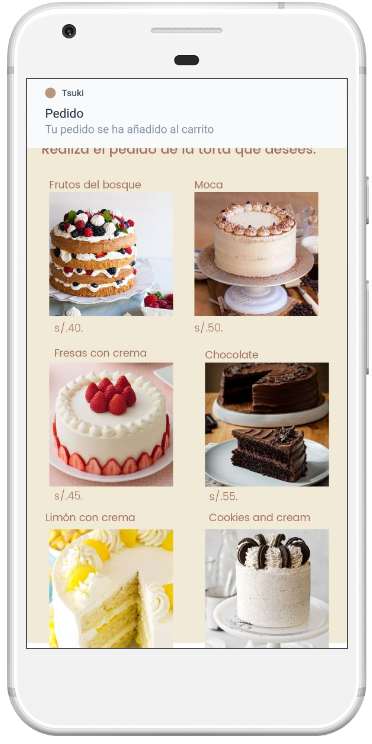 Tsuki
Pedido
Tu pedido se ha añadido al carrito
Realiza el pedido de la torta que desees.
Frutos del bosque
Moca
s/.40.
s/.50.
Fresas con crema
Chocolate
s/.45.
s/.55.
Limón con crema
Cookies and cream